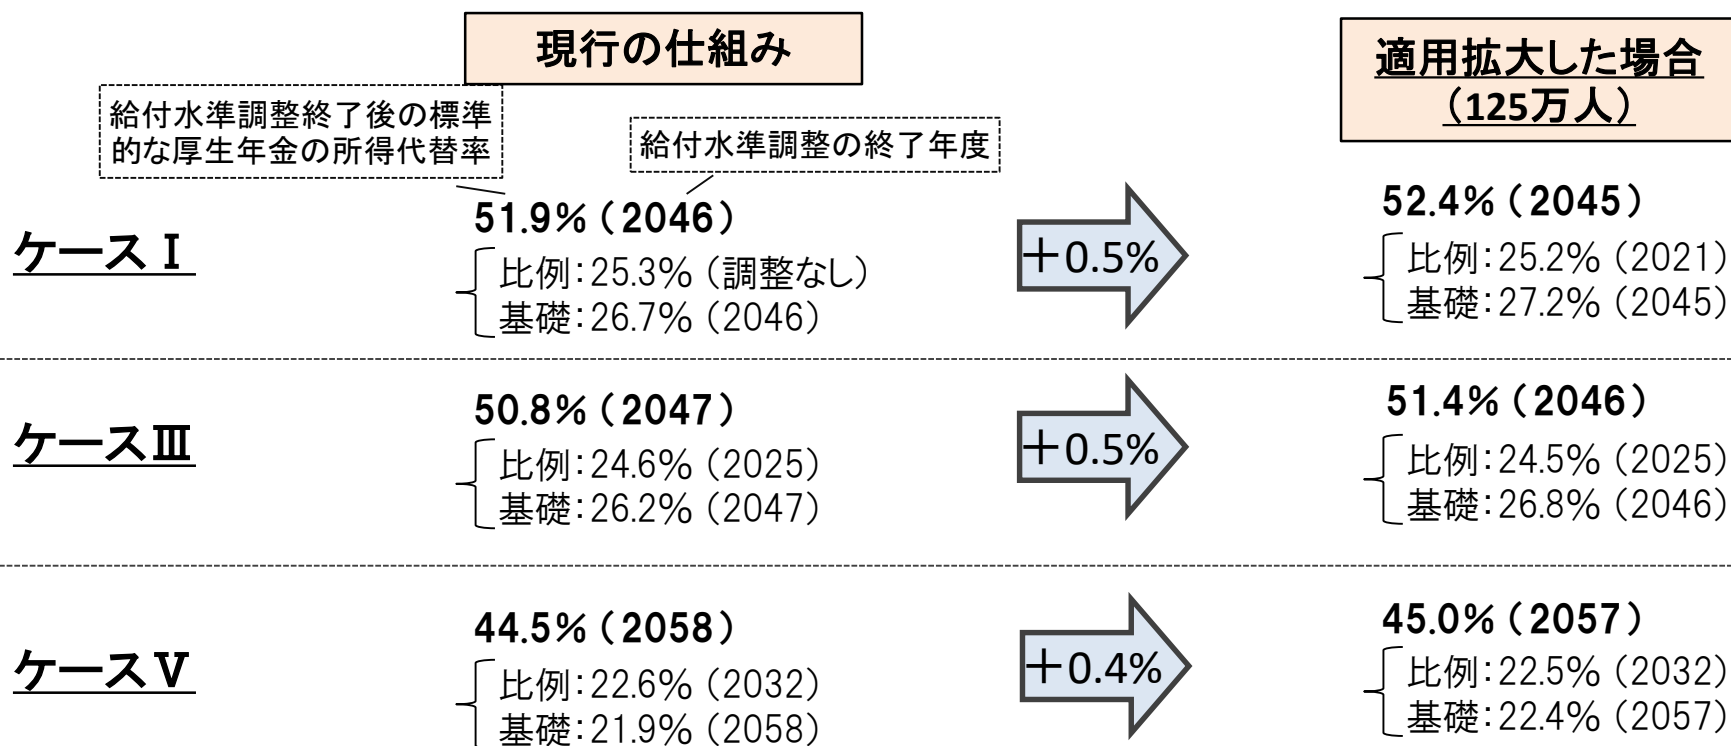 現行の仕組み
適用拡大した場合
（125万人）
給付水準調整終了後の標準
的な厚生年金の所得代替率
給付水準調整の終了年度
ケースⅠ
51.9%（2046）
比例：25.3%（調整なし）
基礎：26.7%（2046）
＋0.5%
52.4%（2045）
比例：25.2%（2021）
基礎：27.2%（2045）
ケースⅢ
50.8%（2047）
比例：24.6%（2025）
基礎：26.2%（2047）
＋0.5%
51.4%（2046）
比例：24.5%（2025）
基礎：26.8%（2046）
ケースⅤ
44.5%（2058）
比例：22.6%（2032）
基礎：21.9%（2058）
＋0.4%
45.0%（2057）
比例：22.5%（2032）
基礎：22.4%（2057）